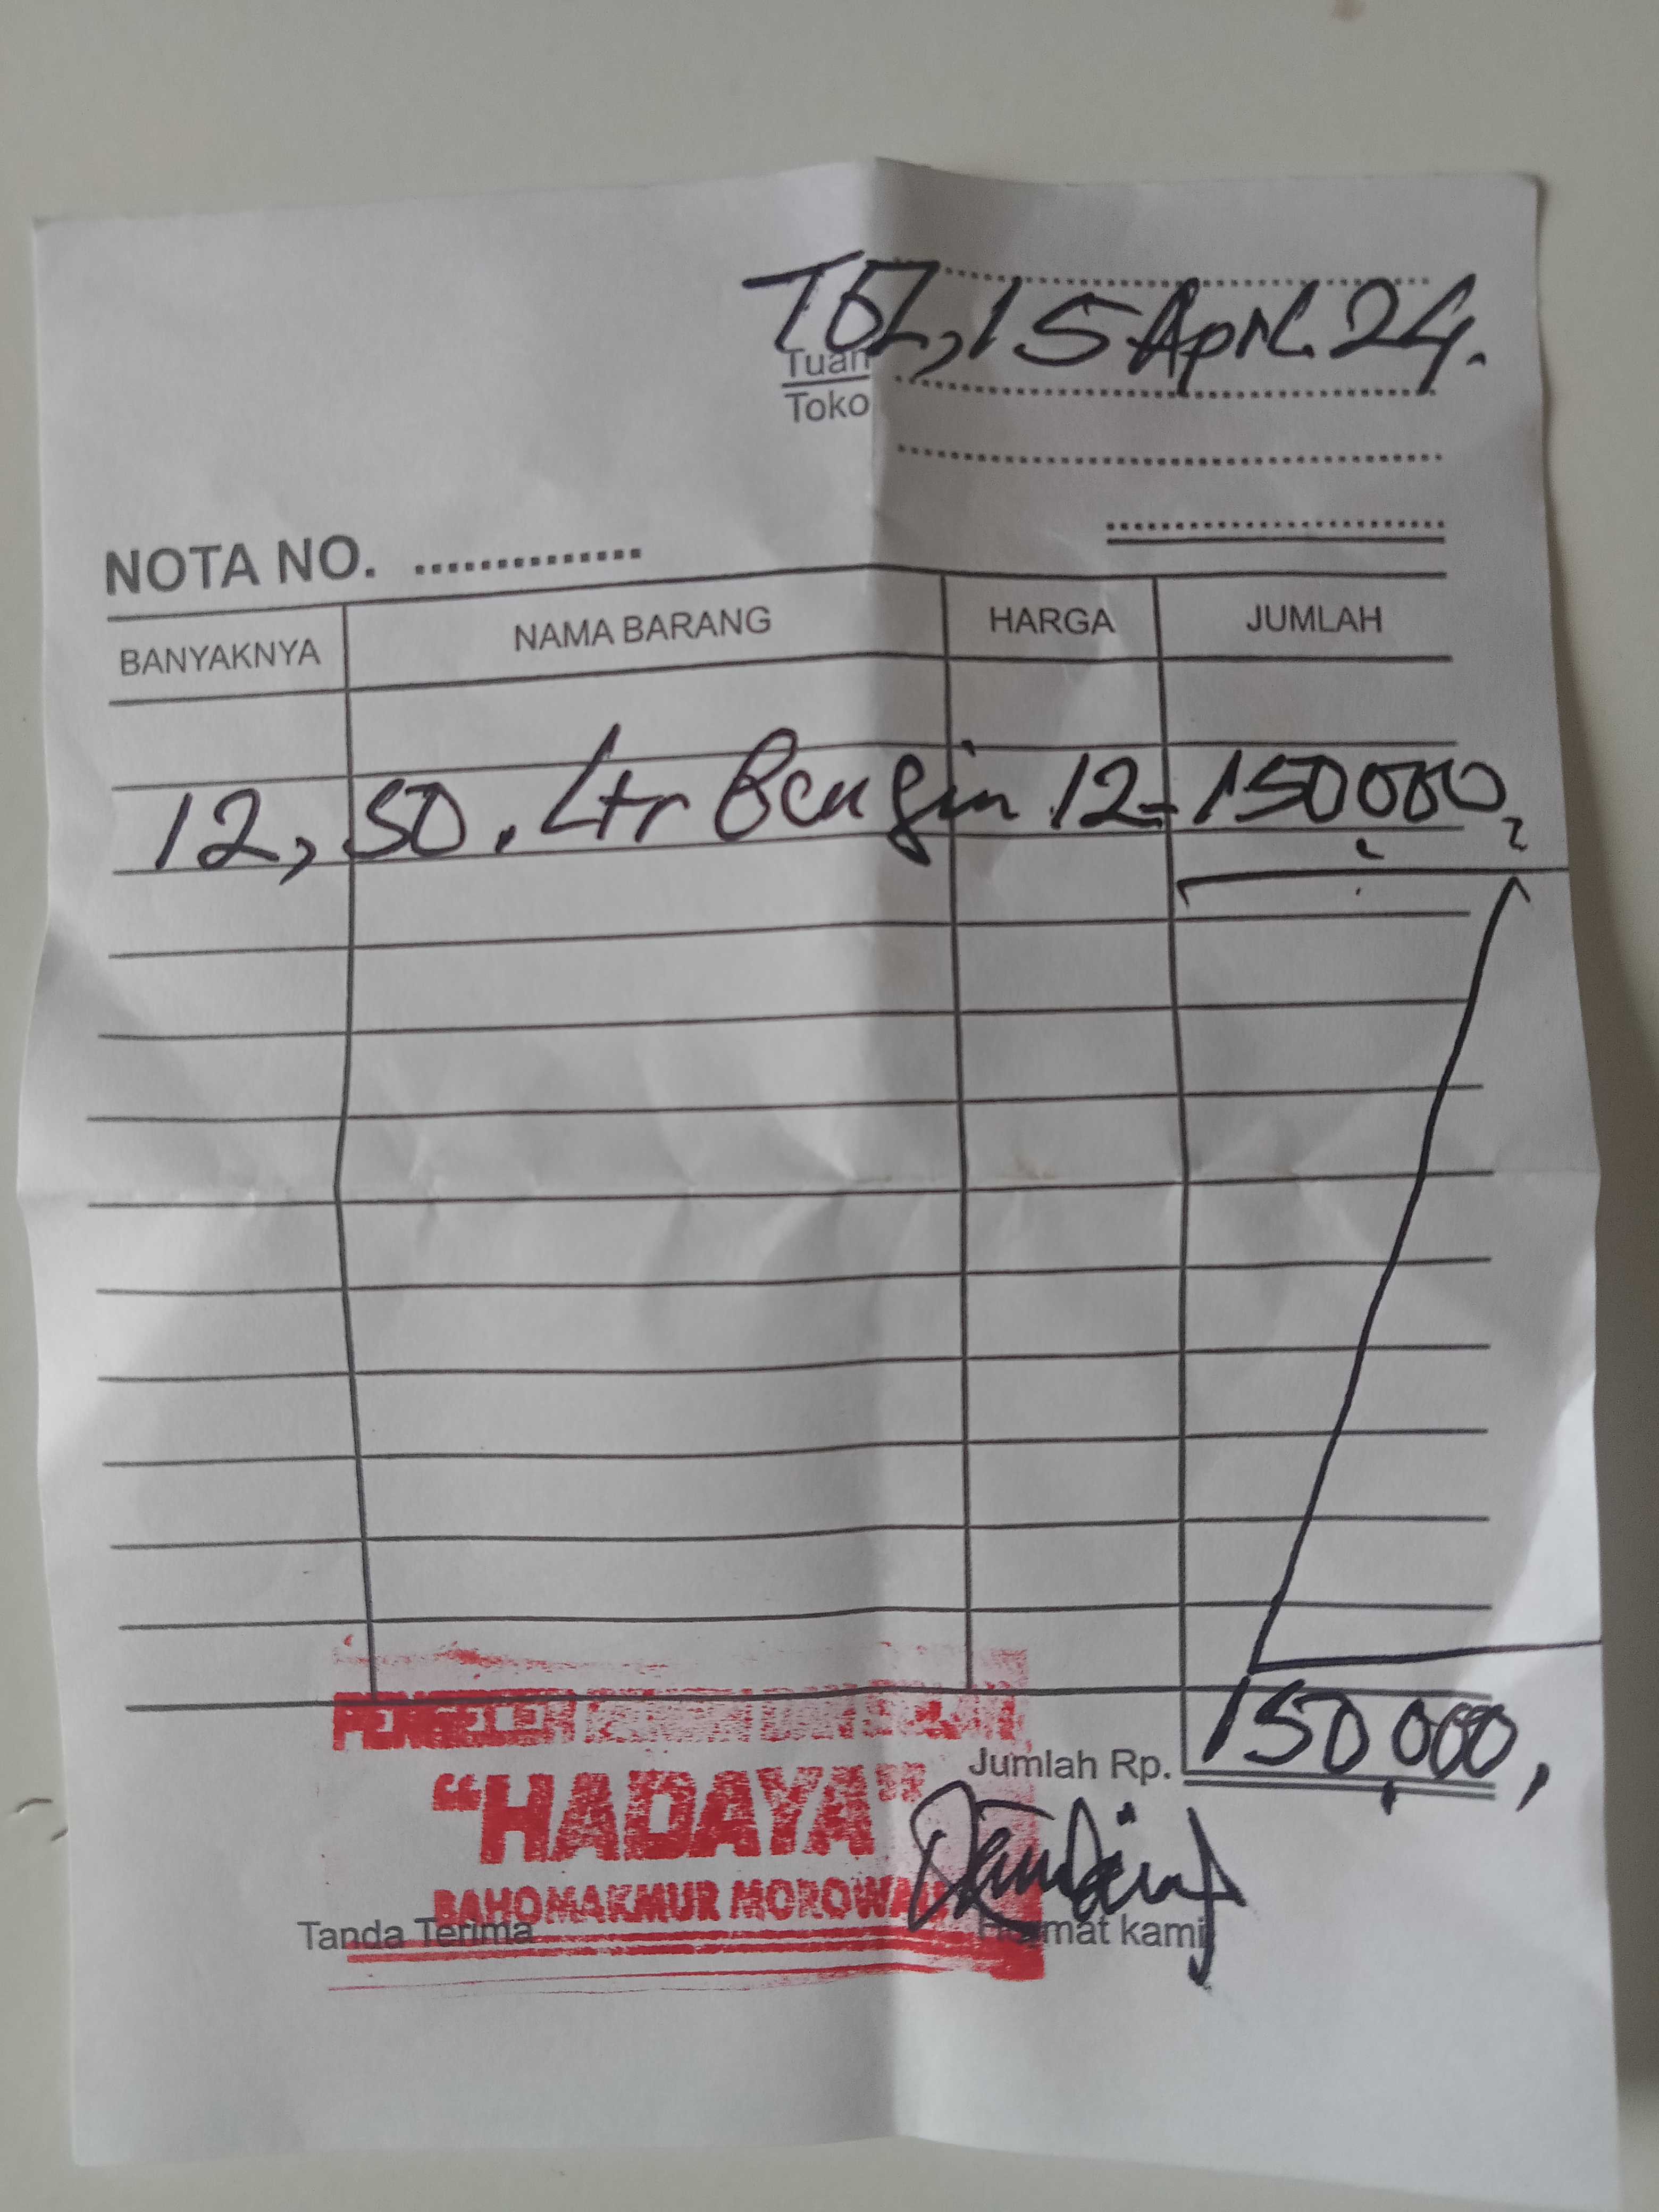 TGL, 15 April 24.
Tuan
Toko
NOTA NO. ..............
BANYAKNYA NAMA BARANG HARGA JUMLAH
12,50. Ltr Bensin 12- 150.000,
Jumlah Rp. 150,000,
"HADAYA"
BAHOMAKMUR MOROWALI
Tanda Terima Hormat kami